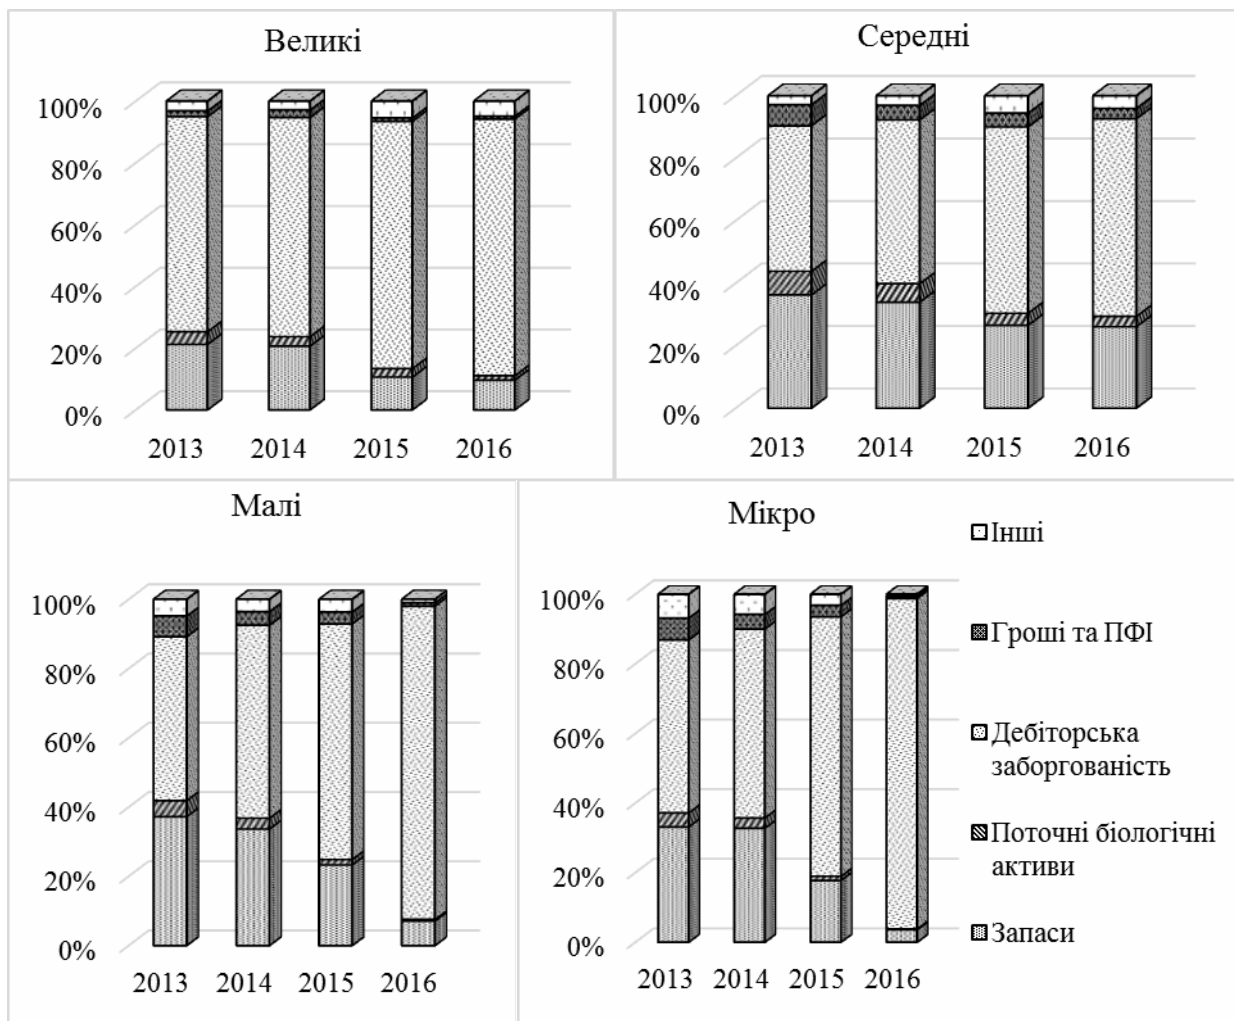 Великі
100%
80%
60%
40%
20%
0%
2013 2014 2015 2016
Середні
100%
80%
60%
40%
20%
0%
2013 2014 2015 2016
Малі
100%
80%
60%
40%
20%
0%
2013 2014 2015 2016
Мікро
100%
80%
60%
40%
20%
0%
2013 2014 2015 2016
Інші
Гроші та ПФІ
Дебіторська
заборгованість
Поточні біологічні
активи
Запаси